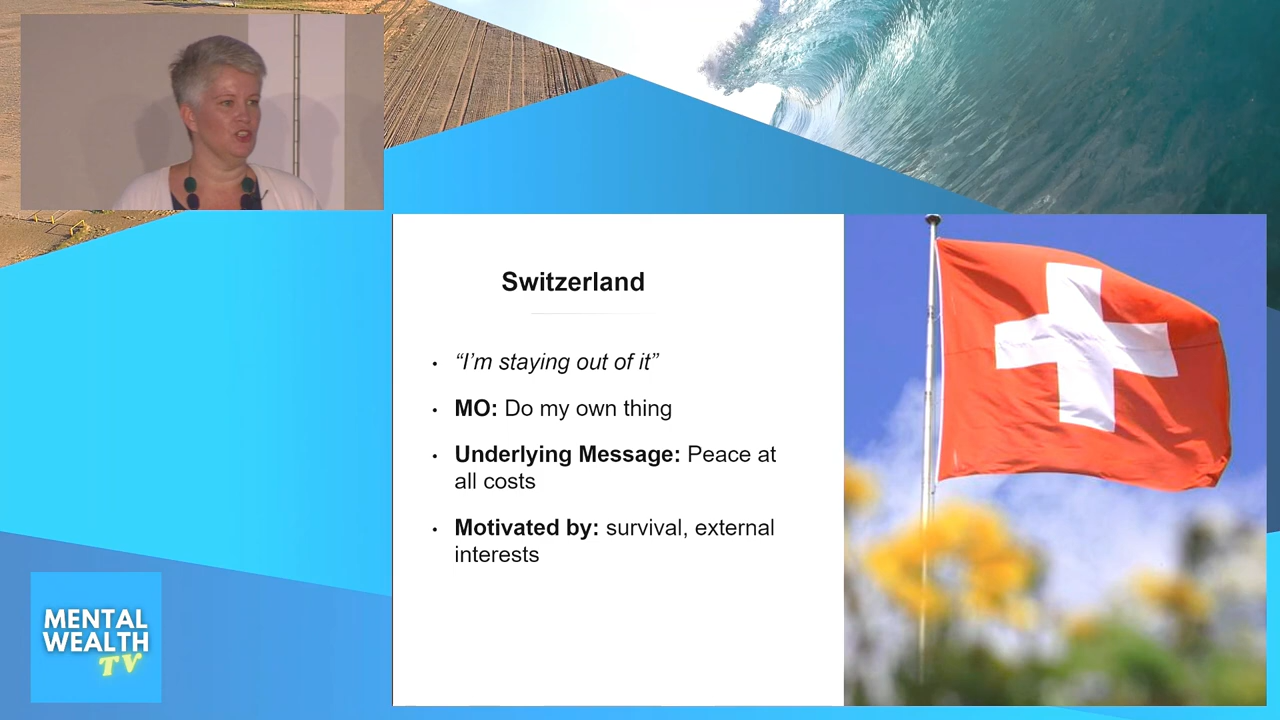 Switzerland
“I’m staying out of it”
MO: Do my own thing
Underlying Message: Peace at
all costs
Motivated by: survival, external
interests
MENTAL
WEALTH
TV